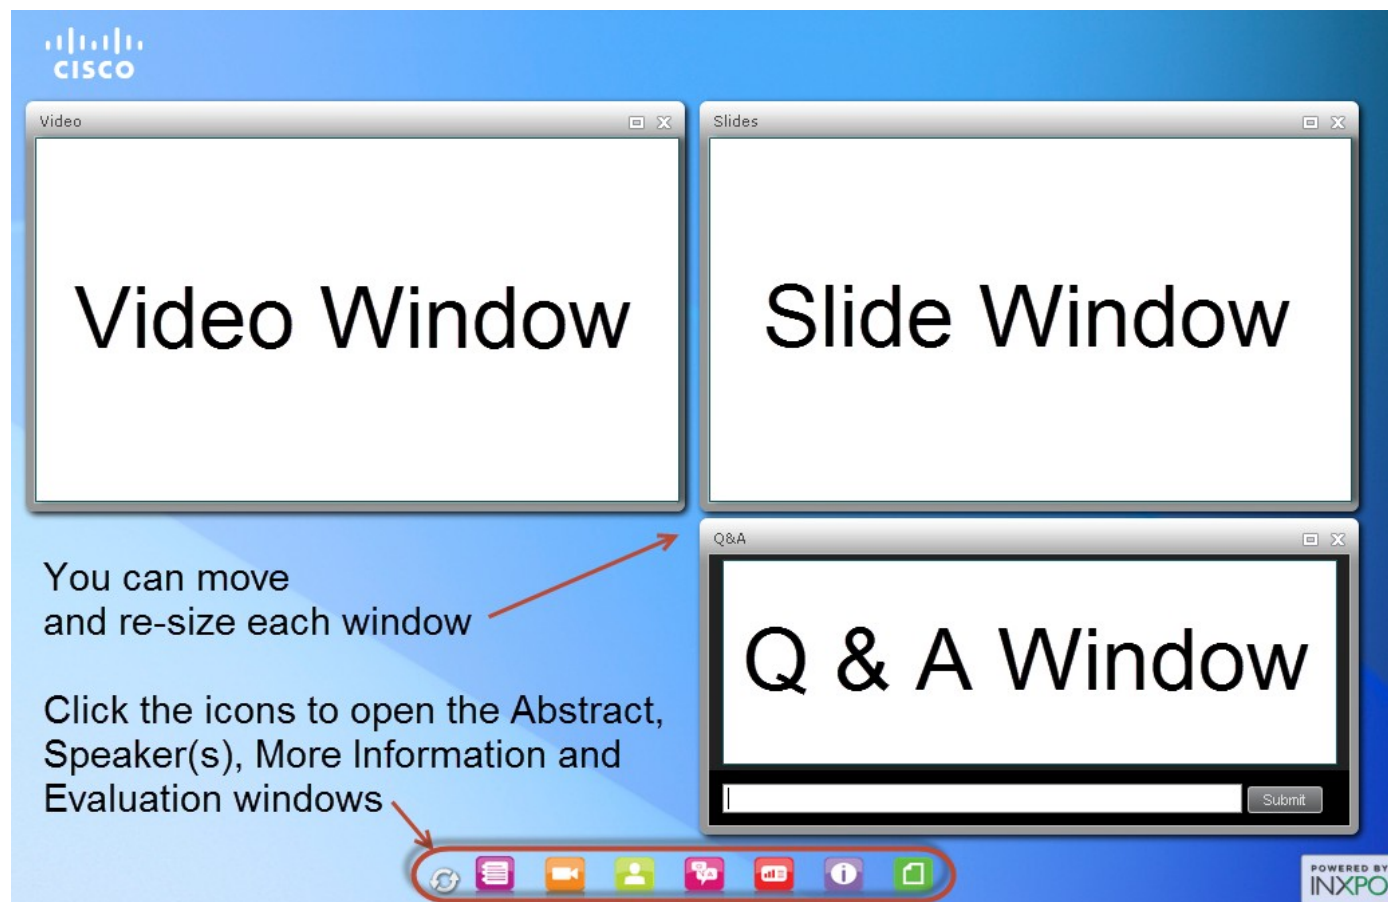 CISCO
Video
Video Window
Slides
Slide Window
You can move
and re-size each window
Click the icons to open the Abstract,
Speaker(s), More Information and
Evaluation windows
Q&A
Q & A Window
Submit
Q
N A
i
POWERED BY
INXPO